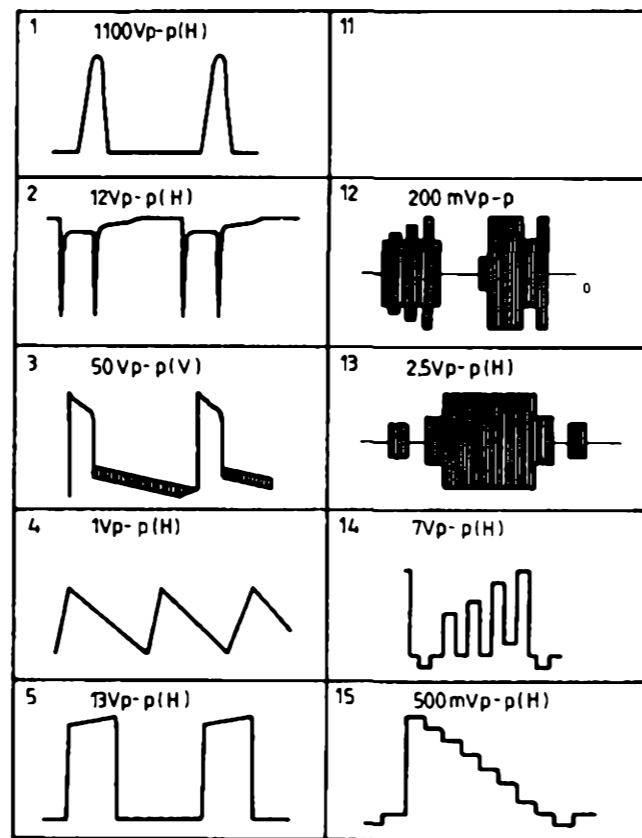 1 1100Vp-p(H)
11
2 12Vp-p(H)
12 200 mVp-p
0
3 50Vp-p(V)
13 2.5Vp-p(H)
4 1Vp-p(H)
14 7Vp-p(H)
5 13Vp-p(H)
15 500mVp-p(H)